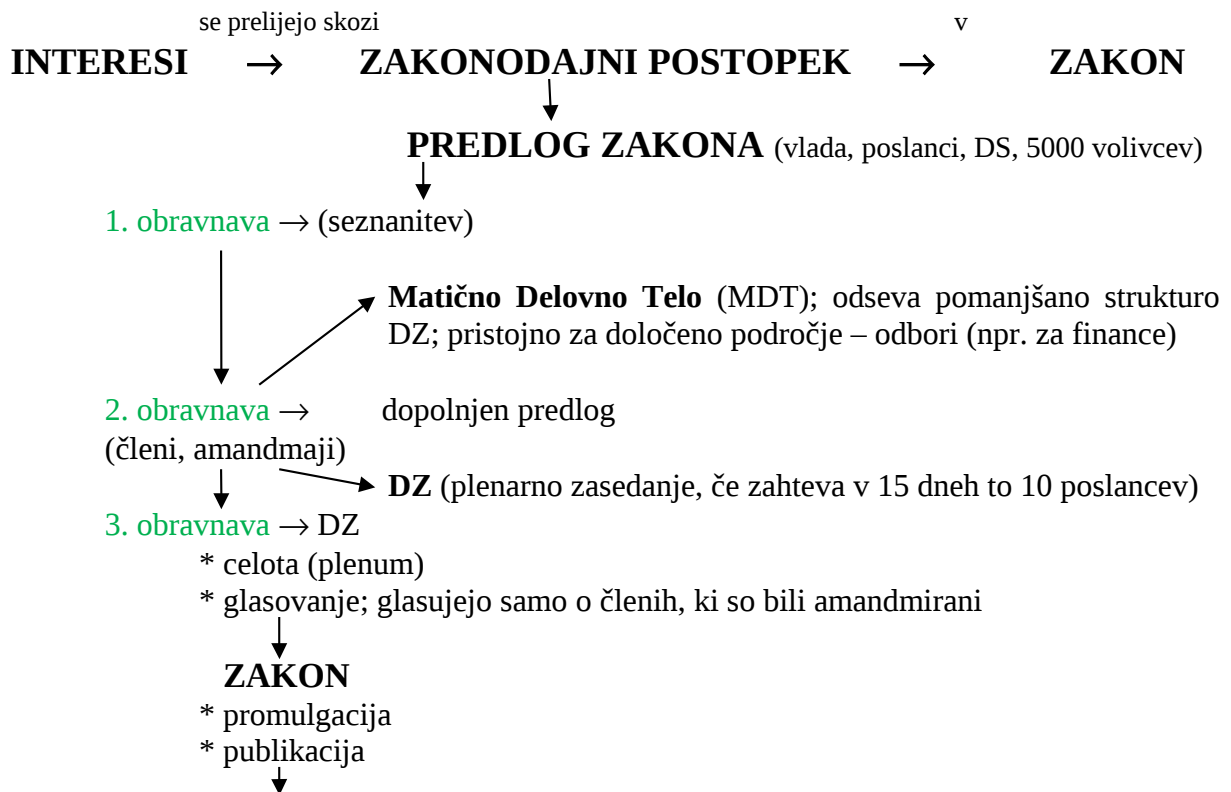 se prelijejo skozi v
INTERESI → ZAKONODAJNI POSTOPEK → ZAKON
PREDLOG ZAKONA (vlada, poslanci, DS, 5000 volivcev)
1. obravnava → (seznanitev)
Matično Delovno Telo (MDT); odseva pomanjšano strukturo
DZ; pristojno za določeno področje – odbori (npr. za finance)
2. obravnava → dopolnjen predlog
(členi, amandmaji)
DZ (plenarno zasedanje, če zahteva v 15 dneh to 10 poslancev)
3. obravnava → DZ
* celota (plenum)
* glasovanje; glasujejo samo o členih, ki so bili amandmirani
ZAKON
* promulgacija
* publikacija